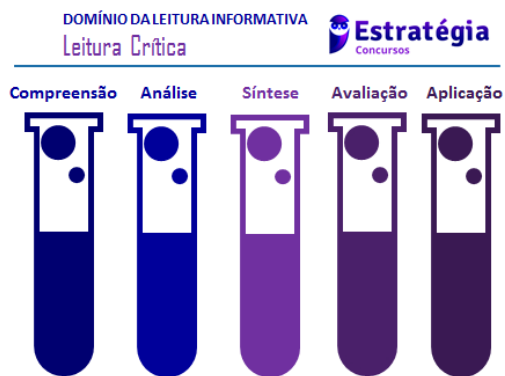 DOMÍNIO DA LEITURA INFORMATIVA
Leitura Crítica
Estratégia
Concursos
Compreensão Análise Síntese Avaliação Aplicação